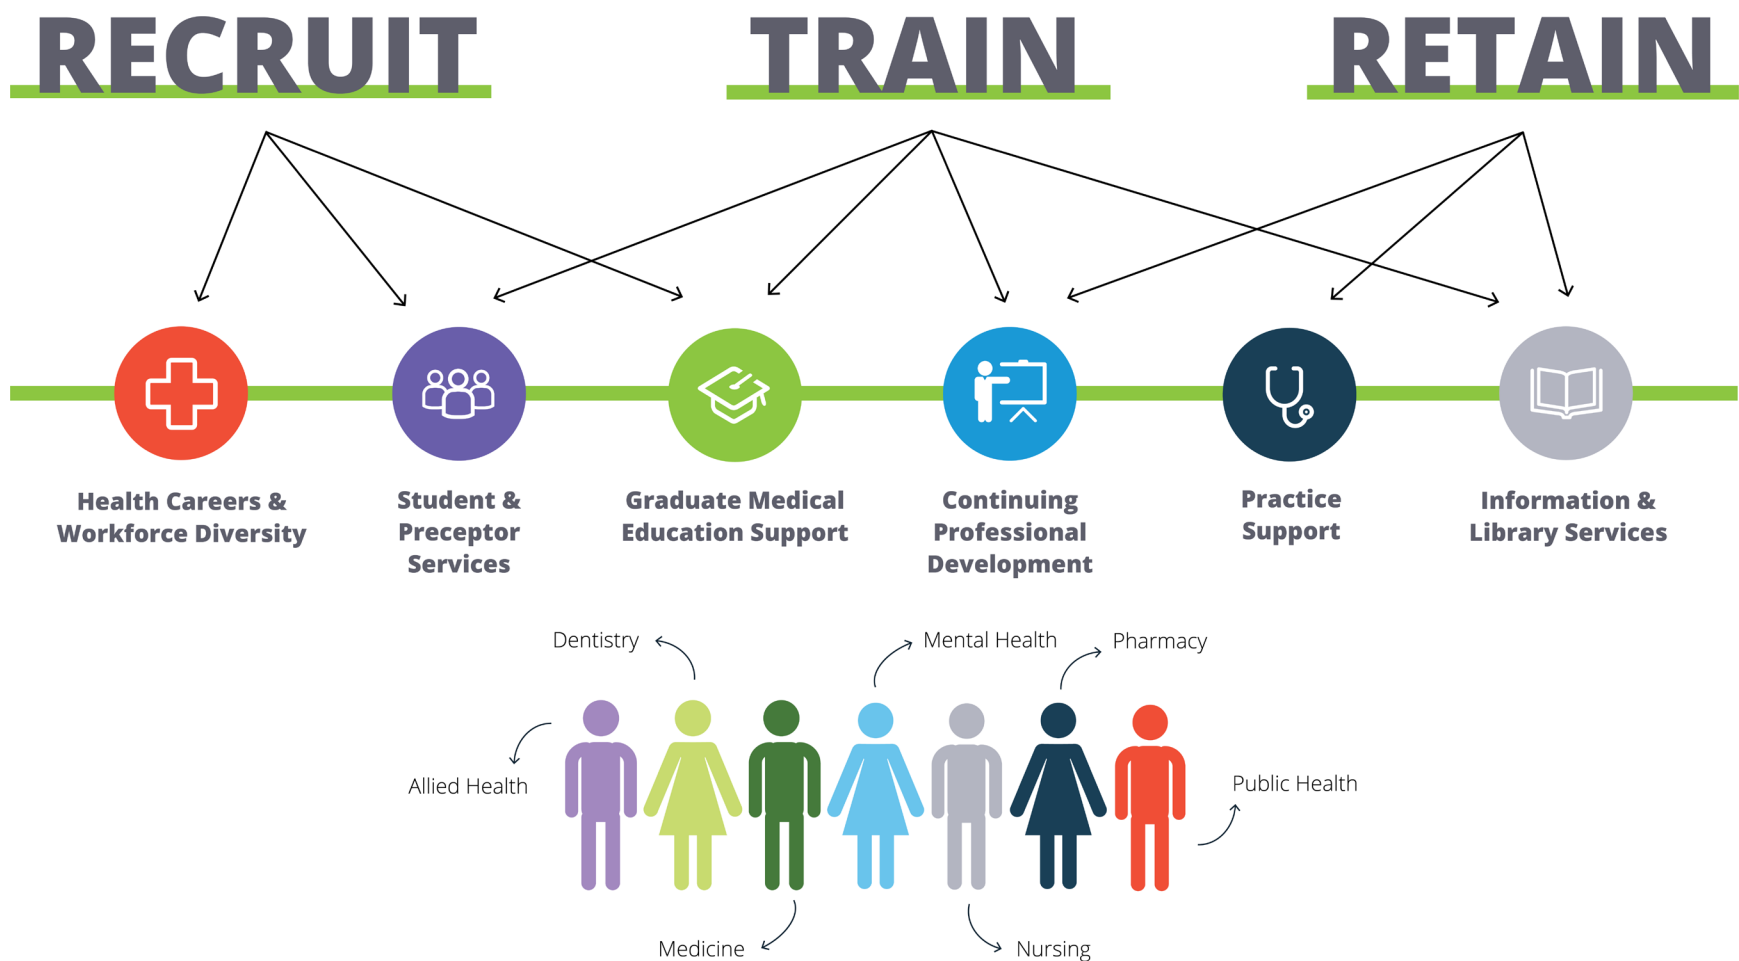 RECRUIT
TRAIN
RETAIN
Health Careers &
Workforce Diversity
Student &
Preceptor
Services
Graduate Medical
Education Support
Continuing
Professional
Development
Practice
Support
Information &
Library Services
Dentistry
Mental Health
Pharmacy
Allied Health
Public Health
Medicine
Nursing